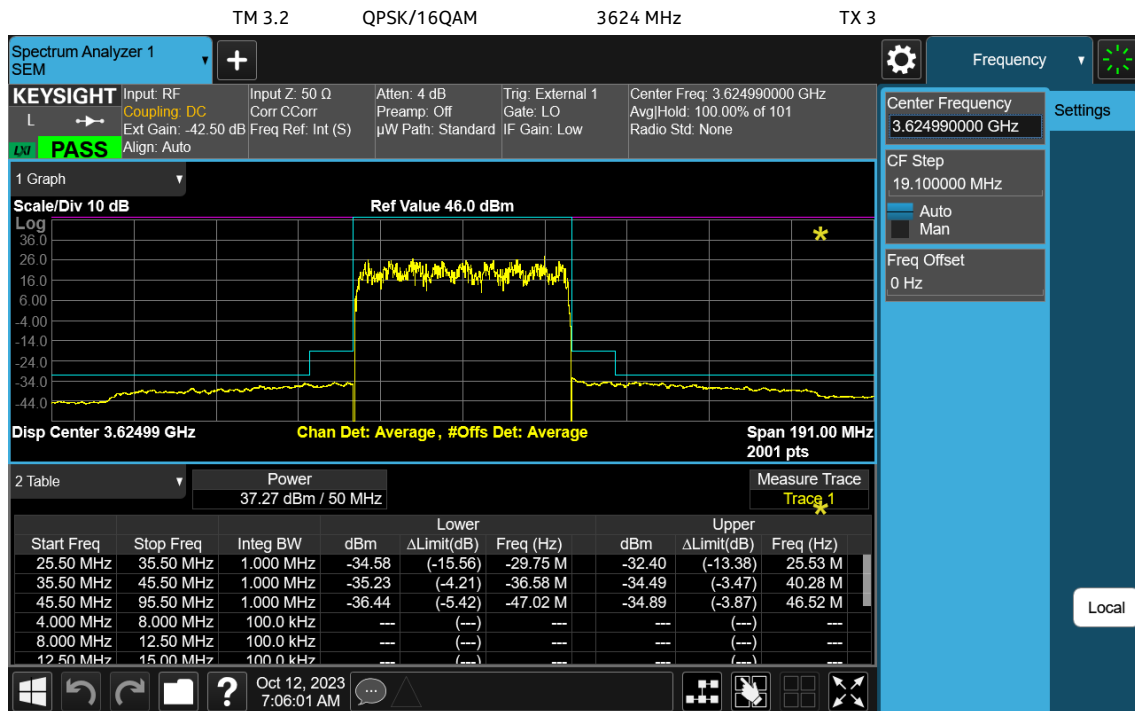 TM 3.2 QPSK/16QAM 3624 MHz TX 3
Spectrum Analyzer 1
SEM
+
Frequency
KEYSIGHT
L
LXI PASS
Input: RF
Coupling: DC
Ext Gain: -42.50 dB
Align: Auto
Input Z: 50 Ω
Corr CCorr
Freq Ref: Int (S)
Atten: 4 dB
Preamp: Off
µW Path: Standard
Trig: External 1
Gate: LO
IF Gain: Low
Center Freq: 3.624990000 GHz
Avg|Hold: 100.00% of 101
Radio Std: None
Center Frequency
3.624990000 GHz
Settings
CF Step
19.100000 MHz
Auto
Man
Freq Offset
0 Hz
1 Graph
Scale/Div 10 dB Ref Value 46.0 dBm
Log
36.0
26.0
16.0
6.00
-4.00
-14.0
-24.0
-34.0
-44.0
*
Disp Center 3.62499 GHz Chan Det: Average, #Offs Det: Average Span 191.00 MHz
2001 pts
2 Table
Power
37.27 dBm / 50 MHz
Measure Trace
Trace 1
*
Lower Upper
Start Freq Stop Freq Integ BW dBm ΔLimit(dB) Freq (Hz) dBm ΔLimit(dB) Freq (Hz)
25.50 MHz 35.50 MHz 1.000 MHz -34.58 (-15.56) -29.75 M -32.40 (-13.38) 25.53 M
35.50 MHz 45.50 MHz 1.000 MHz -35.23 (-4.21) -36.58 M -34.49 (-3.47) 40.28 M
45.50 MHz 95.50 MHz 1.000 MHz -36.44 (-5.42) -47.02 M -34.89 (-3.87) 46.52 M
4.000 MHz 8.000 MHz 100.0 kHz --- (---) --- --- (---) ---
8.000 MHz 12.50 MHz 100.0 kHz --- (---) --- --- (---) ---
12.50 MHz 15.00 MHz 100.0 kHz --- (---) --- --- (---) ---
Local
?
Oct 12, 2023
7:06:01 AM
...